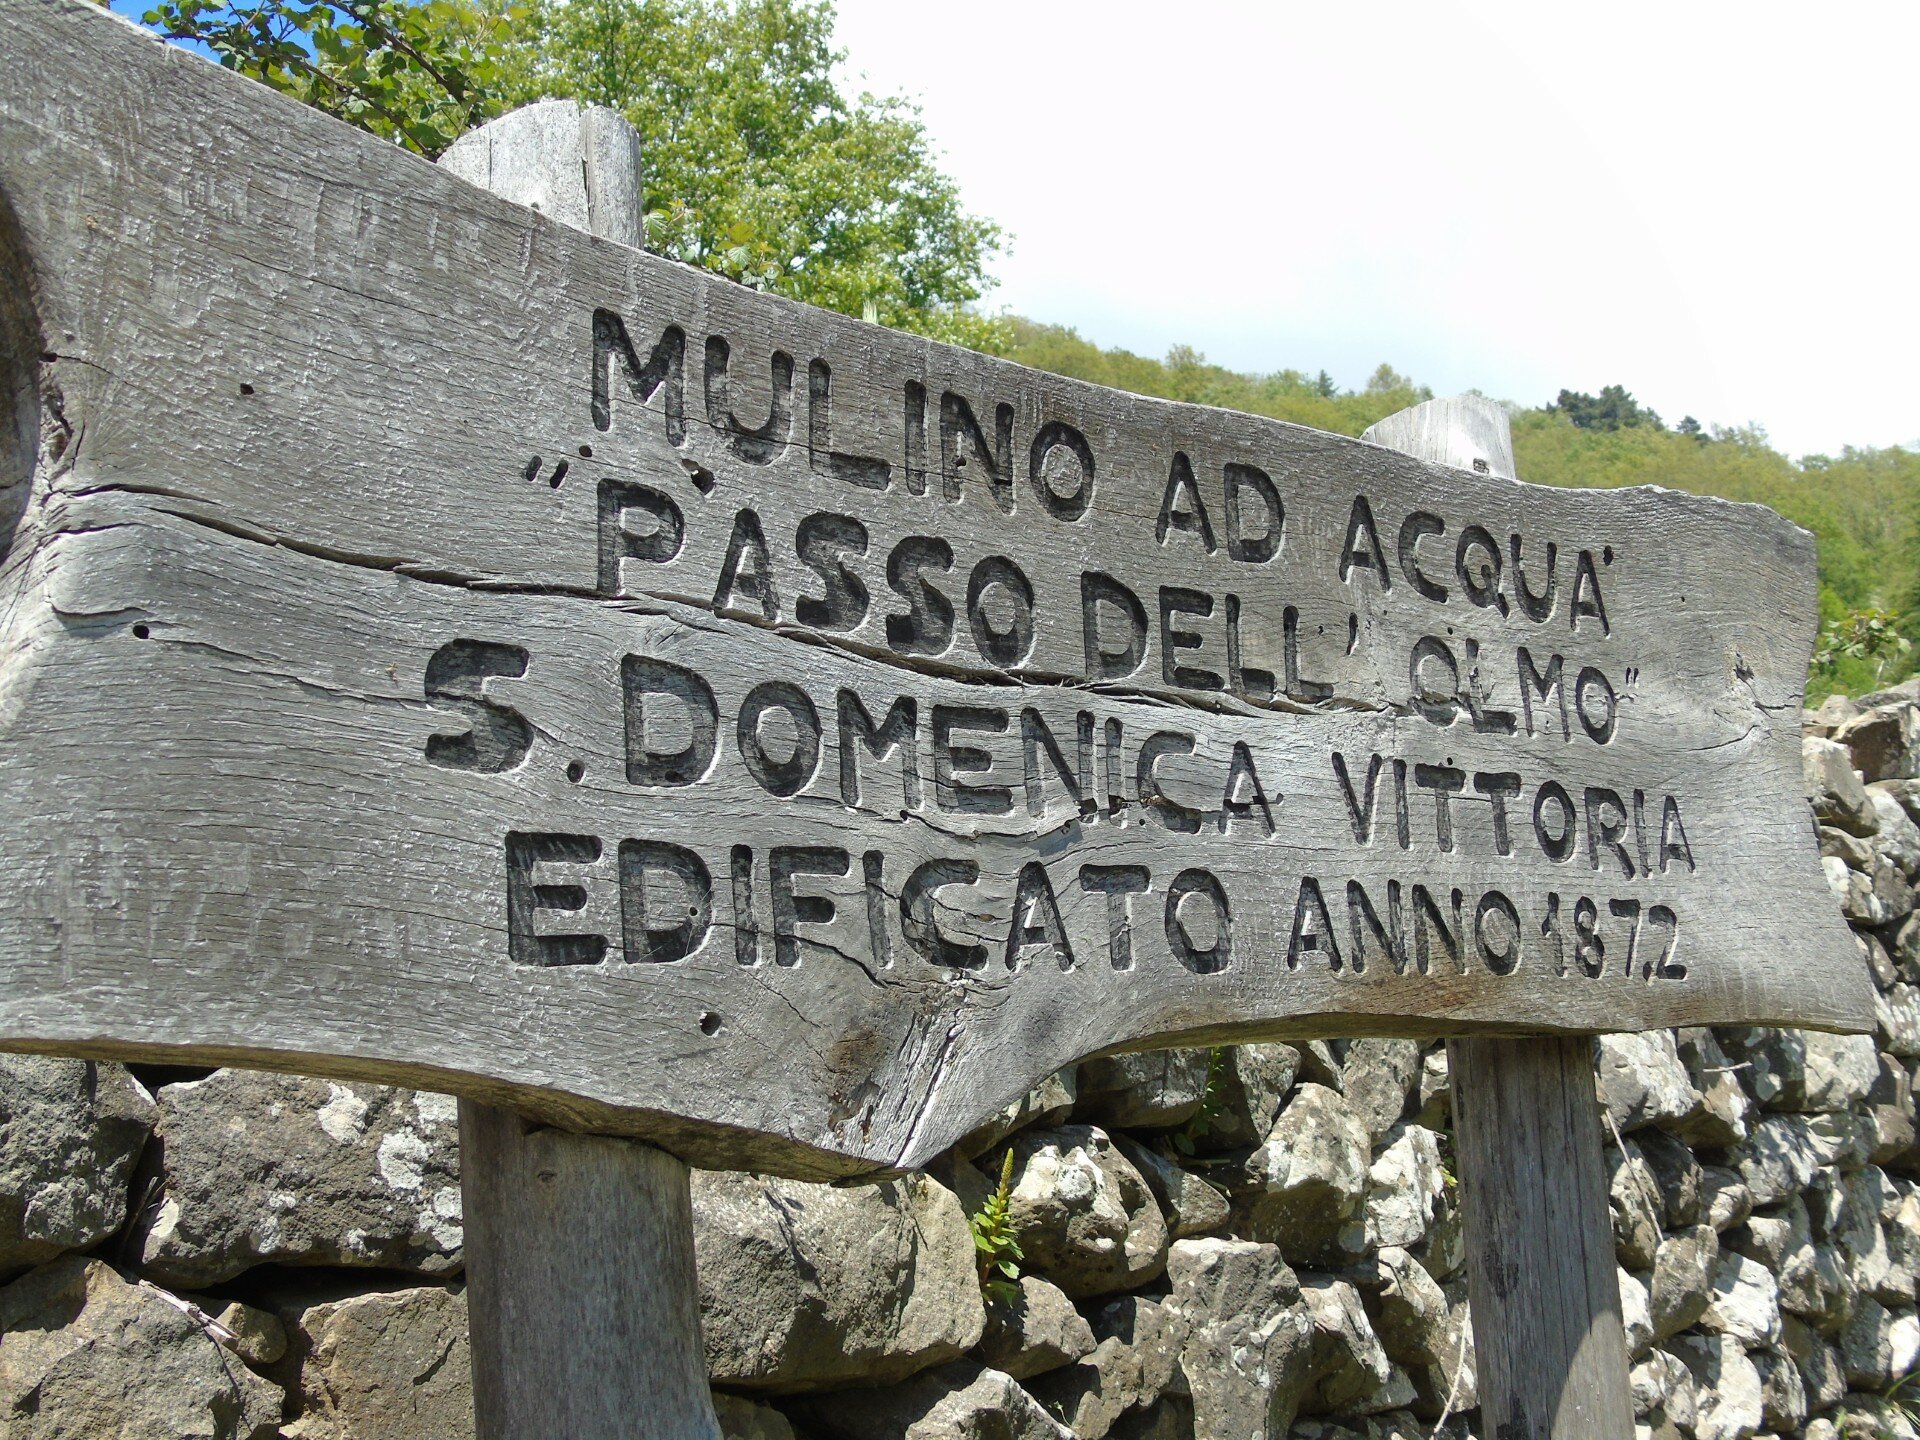 MULINO AD ACQUA
"PASSO DELL' OLMO"
S. DOMENICA VITTORIA
EDIFICATO ANNO 1872